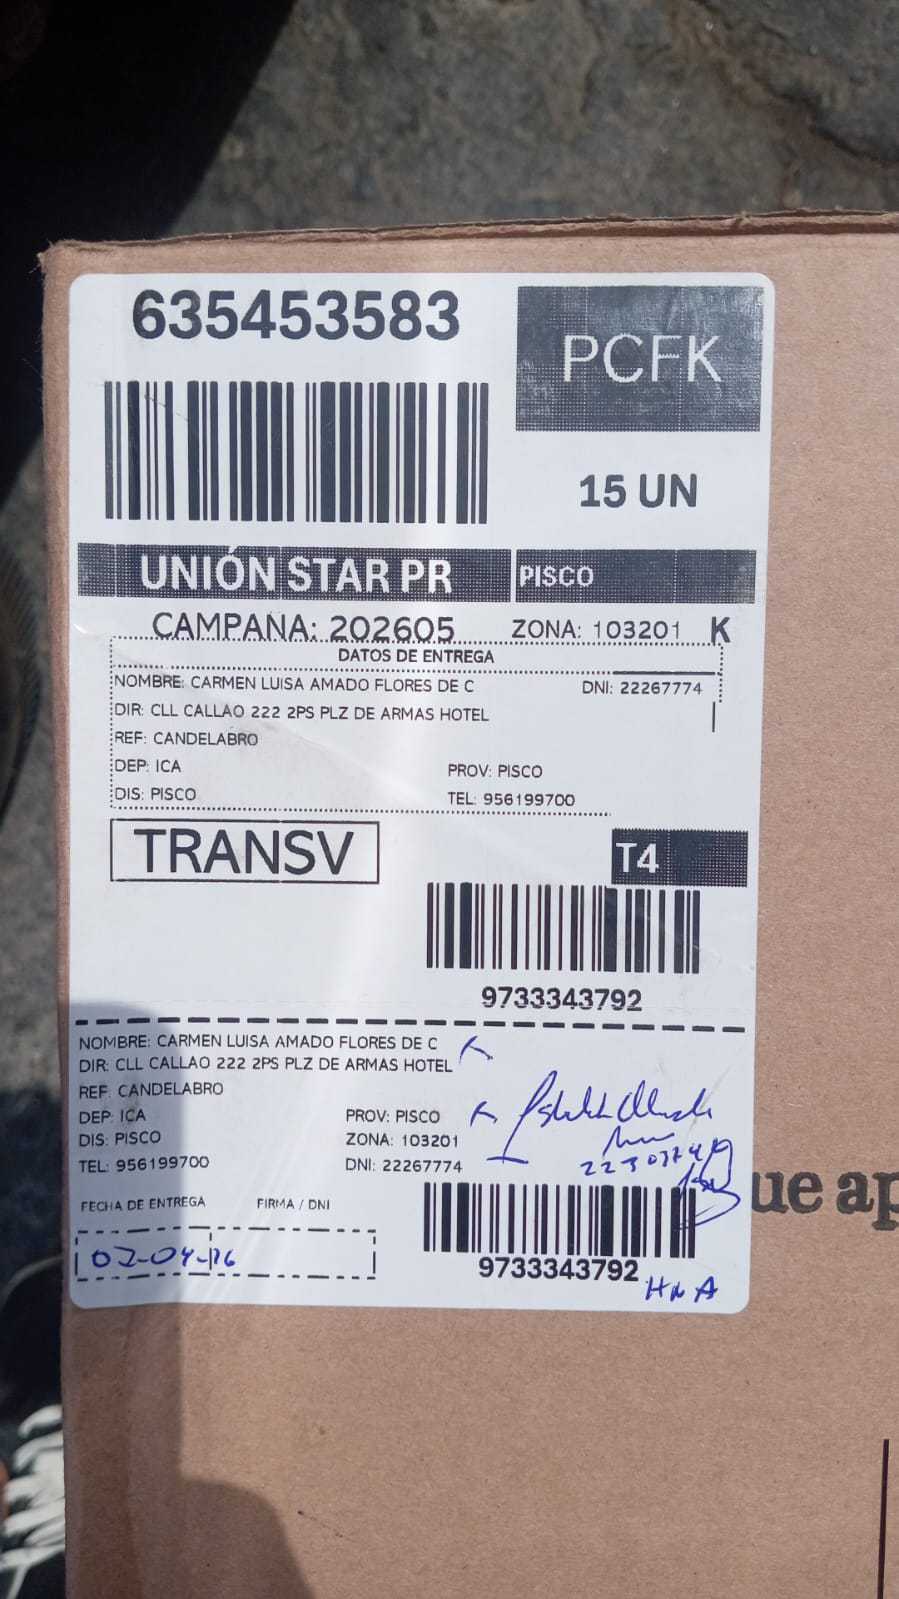 635453583
PCFK
15 UN
UNIÓN STAR PR
PISCO
CAMPAÑA: 202605
ZONA: 103201 K
DATOS DE ENTREGA
NOMBRE: CARMEN LUISA AMADO FLORES DE C DNI: 22267774
DIR: CLL CALLAO 222 2PS PLZ DE ARMAS HOTEL
REF: CANDELABRO
DEP: ICA PROV: PISCO
DIS: PISCO TEL: 956199700
TRANSV
T4
9733343792
NOMBRE: CARMEN LUISA AMADO FLORES DE C
DIR: CLL CALLAO 222 2PS PLZ DE ARMAS HOTEL
REF: CANDELABRO
DEP: ICA PROV: PISCO
DIS: PISCO ZONA: 103201
TEL: 956199700 DNI: 22267774
FECHA DE ENTREGA FIRMA / DNI
ue ap
9733343792